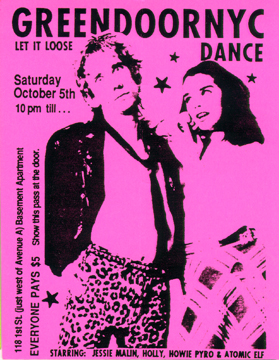 GREENDOORNYC
LET IT LOOSE
DANCE
Saturday
October 5th
10 pm till . . .
118 1st St. (just west of Avenue A) Basement Apartment
EVERYONE PAYS $5 Show this pass at the door.
STARRING: JESSIE MALIN, HOLLY, HOWIE PYRO & ATOMIC ELF